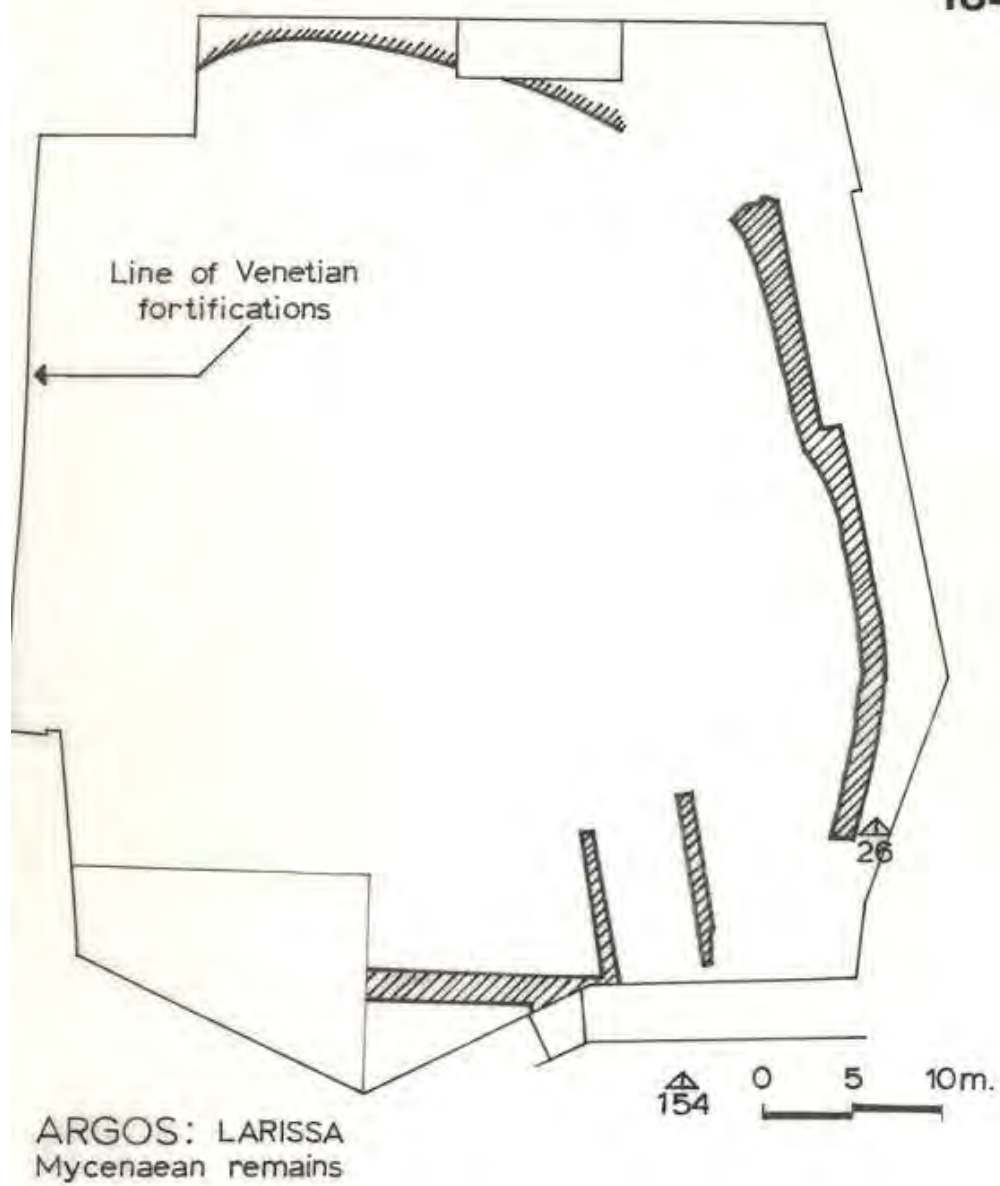 Line of Venetian
fortifications
26
154
0 5 10m.
ARGOS: LARISSA
Mycenaean remains